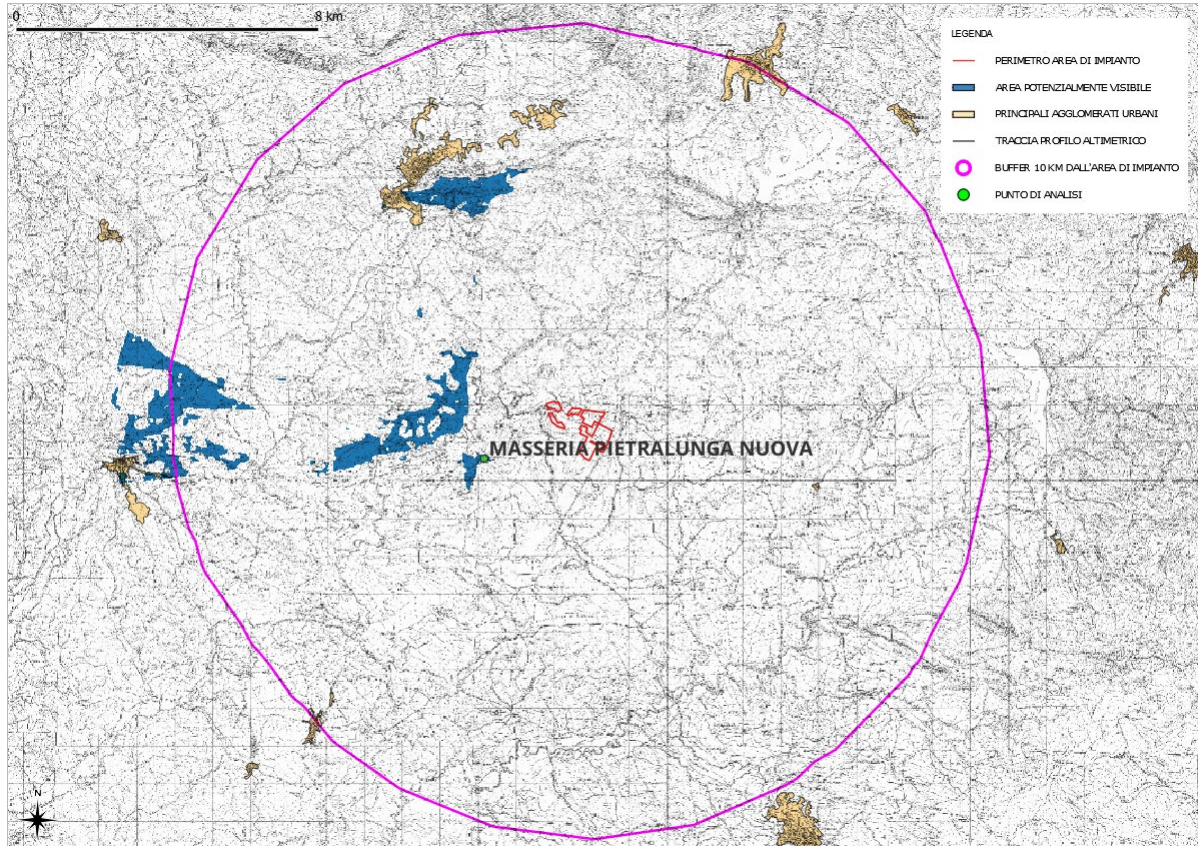 0
8 km
LEGENDA
PERIMETRO AREA DI IMPIANTO
AREA POTENZIALMENTE VISIBILE
PRINCIPALI AGGLOMERATI URBANI
TRACCIA PROFILO ALTIMETRICO
BUFFER 10 KM DALL'AREA DI IMPIANTO
PUNTO DI ANALISI
MASSERIA PIETRALUNGA NUOVA
N